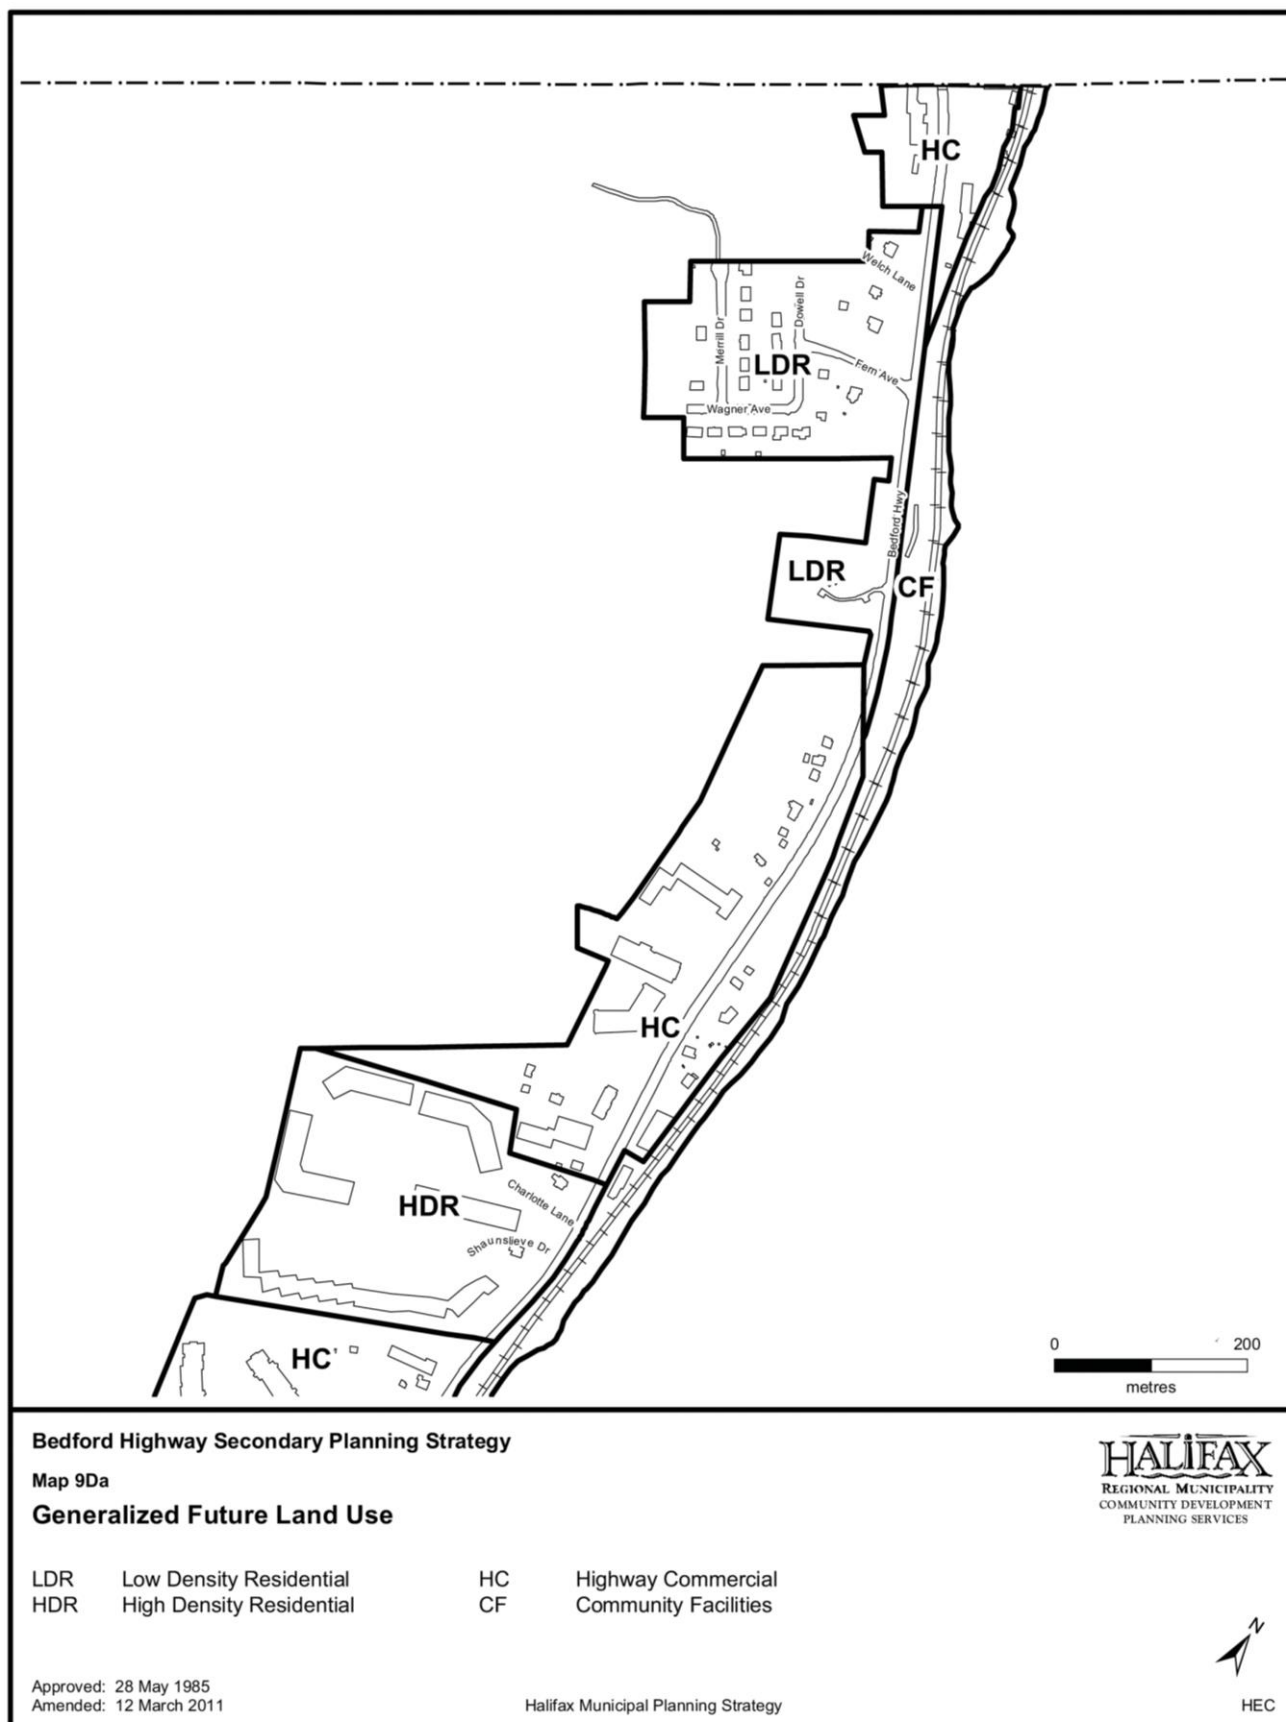 HC
Welch Lane
Dowell Dr
Merrill Dr
LDR
Fern Ave
Wagner Ave
Bedford Hwy
LDR
CF
HC
HDR
Charlotte Lane
Shaunslieve Dr
HC
0 200
metres
Bedford Highway Secondary Planning Strategy
Map 9Da
Generalized Future Land Use
HALIFAX
REGIONAL MUNICIPALITY
COMMUNITY DEVELOPMENT
PLANNING SERVICES
LDR Low Density Residential HC Highway Commercial
HDR High Density Residential CF Community Facilities
N
Approved: 28 May 1985
Amended: 12 March 2011 Halifax Municipal Planning Strategy HEC